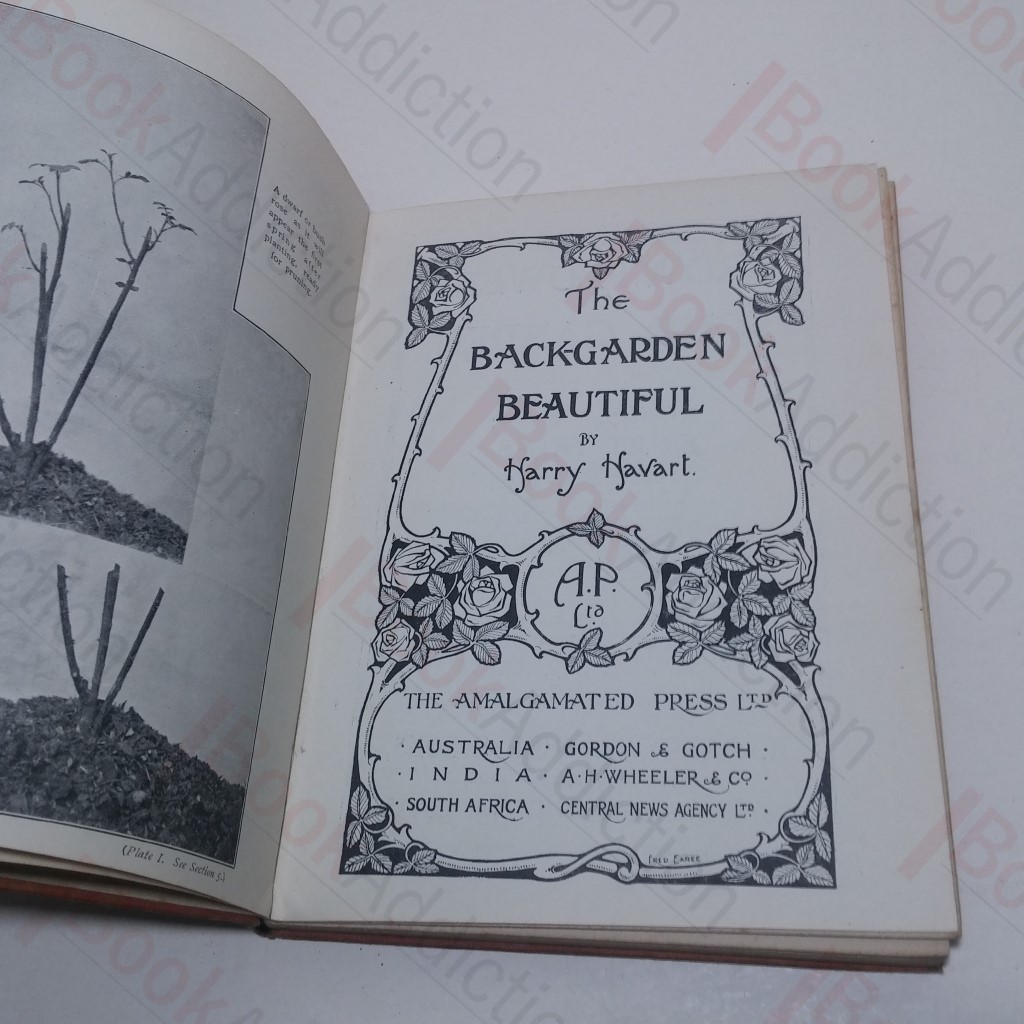 A dwarf or bush
rose as it will
appear the first
spring after
planting, ready
for pruning.
(Plate I. See Section 5.)
The
BACK-GARDEN
BEAUTIFUL
BY
Harry Havart.
A.P.
Ltd.
THE AMALGAMATED PRESS LTD
· AUSTRALIA · GORDON & GOTCH ·
· INDIA · A·H·WHEELER & CO ·
· SOUTH AFRICA · CENTRAL NEWS AGENCY LTD ·
BookAddiction